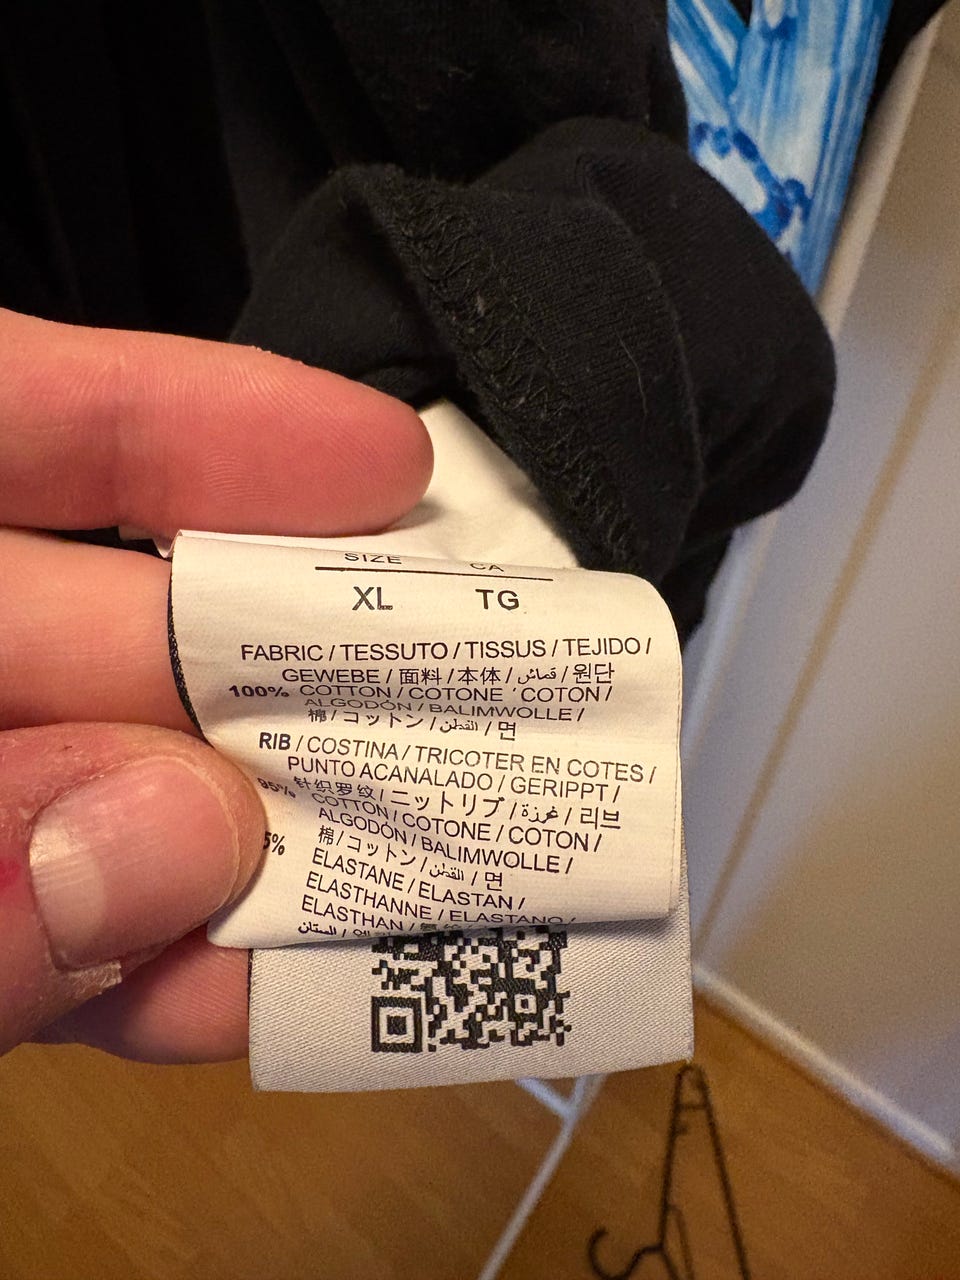 SIZE CA
XL TG
FABRIC / TESSUTO / TISSUS / TEJIDO /
GEWEBE / 面料 / 本体 / قماش / 원단
100% COTTON / COTONE ' COTON /
ALGODÓN / BALIMWOLLE /
棉 / コットン / القطن / 면
RIB / COSTINA / TRICOTER EN COTES /
PUNTO ACANALADO / GERIPPT /
针织罗纹 / ニットリブ / غرزة / 리브
95% COTTON / COTONE / COTON /
ALGODÓN / BALIMWOLLE /
棉 / コットン / القطن / 면
5% ELASTANE / ELASTAN /
ELASTHANNE / ELASTANO /
ELASTHAN /